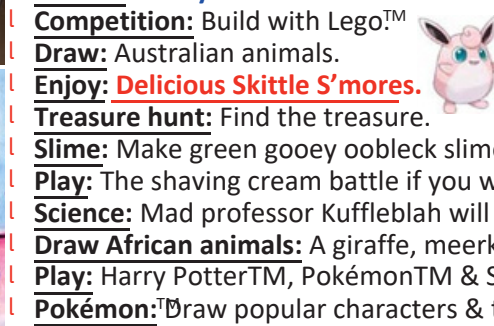 Competition: Build with Lego.™
Draw: Australian animals.
Enjoy: Delicious Skittle S’mores.
Treasure hunt: Find the treasure.
Slime: Make green gooey oobleck slime
Play: The shaving cream battle if you w
Science: Mad professor Kuffleblah will
Draw African animals: A giraffe, meerk
Play: Harry PotterTM, PokémonTM & S
Pokémon:TMDraw popular characters & t